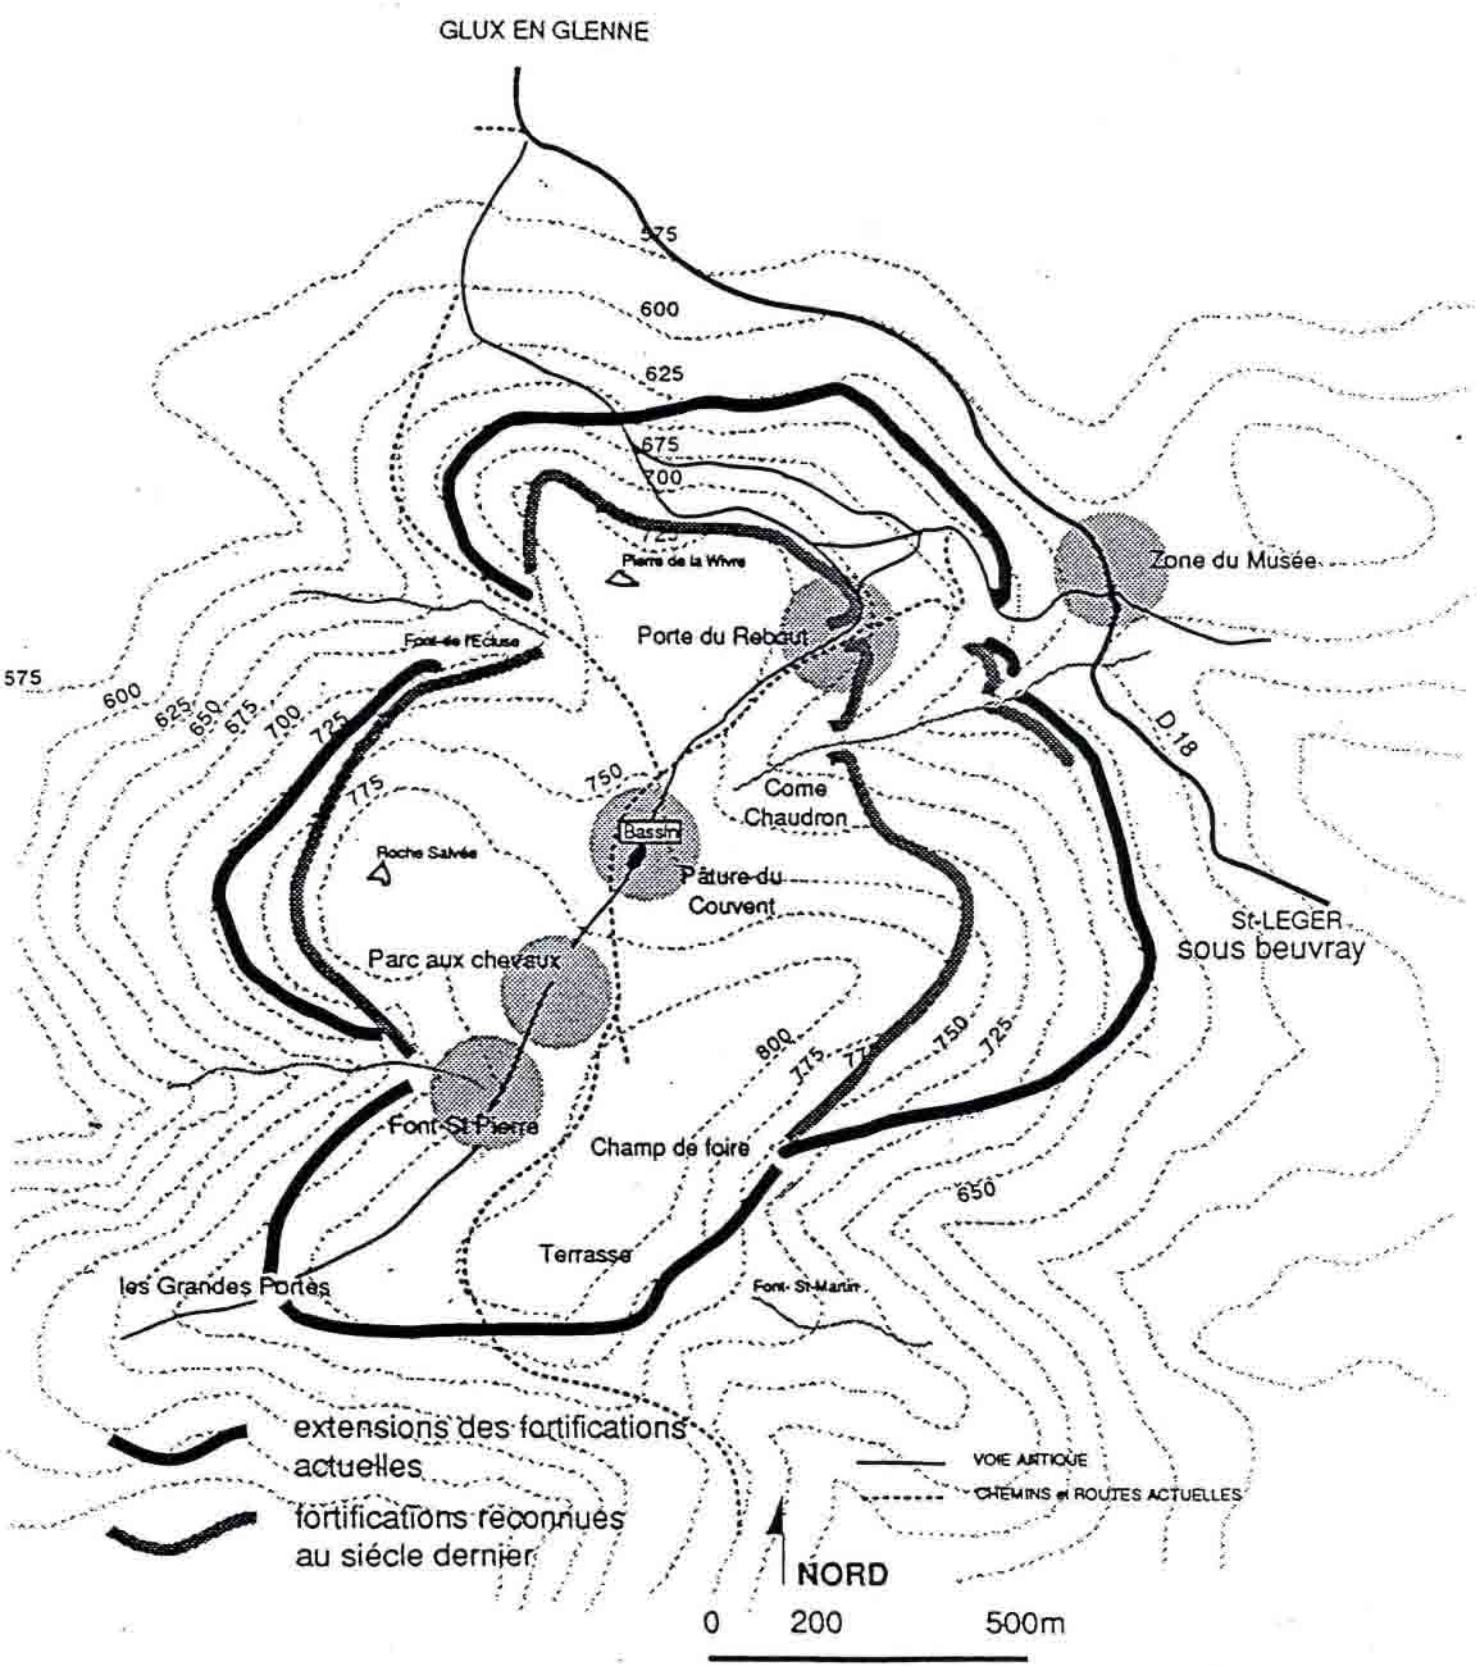 GLUX EN GLENNE
575
600
625
675
700
725
Pierre de la Wivre
Zone du Musée
Porte du Rebout
Font de l'Ecluse
575
600
625
650
675
700
725
D.18
775
750
Come
Chaudron
Bassin
Roche Salvée
Pâture du
Couvent
St-LEGER
sous beuvray
Parc aux chevaux
800
775
750
725
Font-St Pierre
Champ de foire
650
Terrasse
les Grandes Portes
Font-St-Martin
extensions des fortifications
actuelles
VOIE ANTIQUE
CHEMINS et ROUTES ACTUELLES
fortifications reconnues
au siécle dernier
NORD
0 200 500m